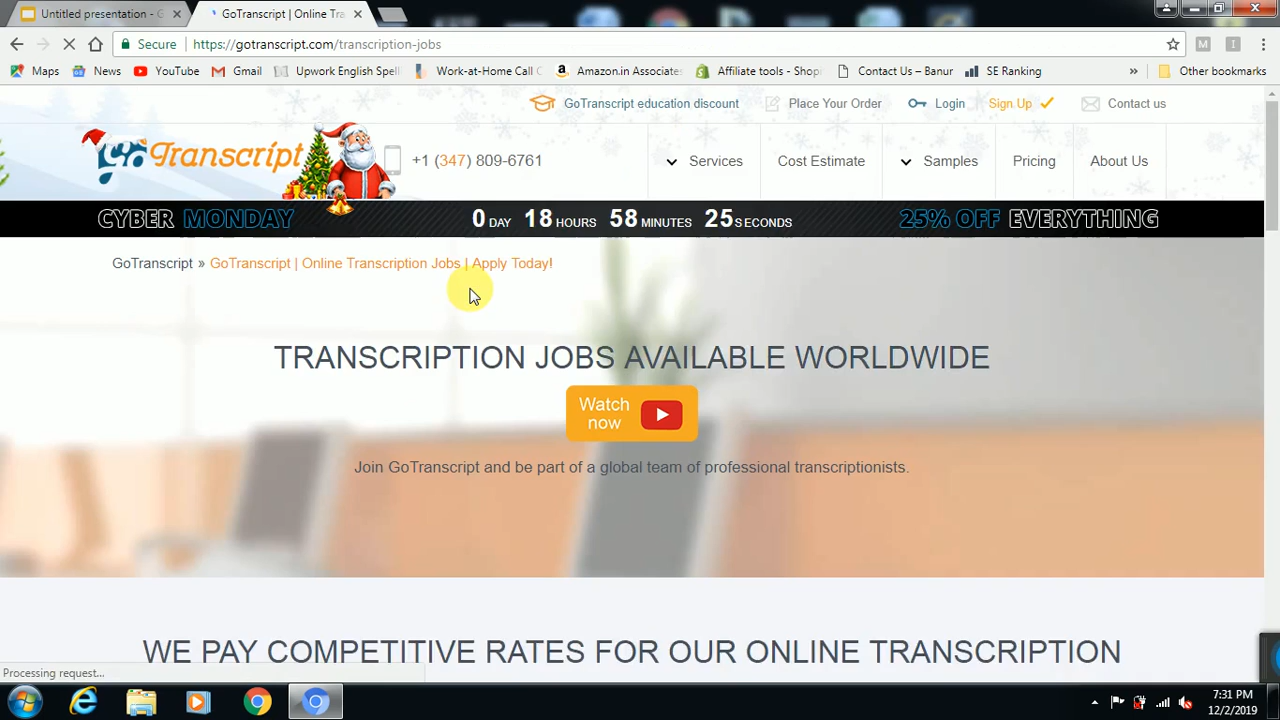 Untitled presentation - G
GoTranscript | Online Tra
Secure
https://gotranscript.com/transcription-jobs
Maps
News
YouTube
Gmail
Upwork English Spell
Work-at-Home Call C
Amazon.in Associates
Affiliate tools - Shop
Contact Us – Banur
SE Ranking
»
Other bookmarks
GoTranscript education discount
Place Your Order
Login
Sign Up
Contact us
GoTranscript
+1 (347) 809-6761
Services
Cost Estimate
Samples
Pricing
About Us
CYBER MONDAY
0 DAY 18 HOURS 58 MINUTES 25 SECONDS
25% OFF EVERYTHING
GoTranscript » GoTranscript | Online Transcription Jobs | Apply Today!
TRANSCRIPTION JOBS AVAILABLE WORLDWIDE
Watch
now
Join GoTranscript and be part of a global team of professional transcriptionists.
WE PAY COMPETITIVE RATES FOR OUR ONLINE TRANSCRIPTION
Processing request...
7:31 PM
12/2/2019